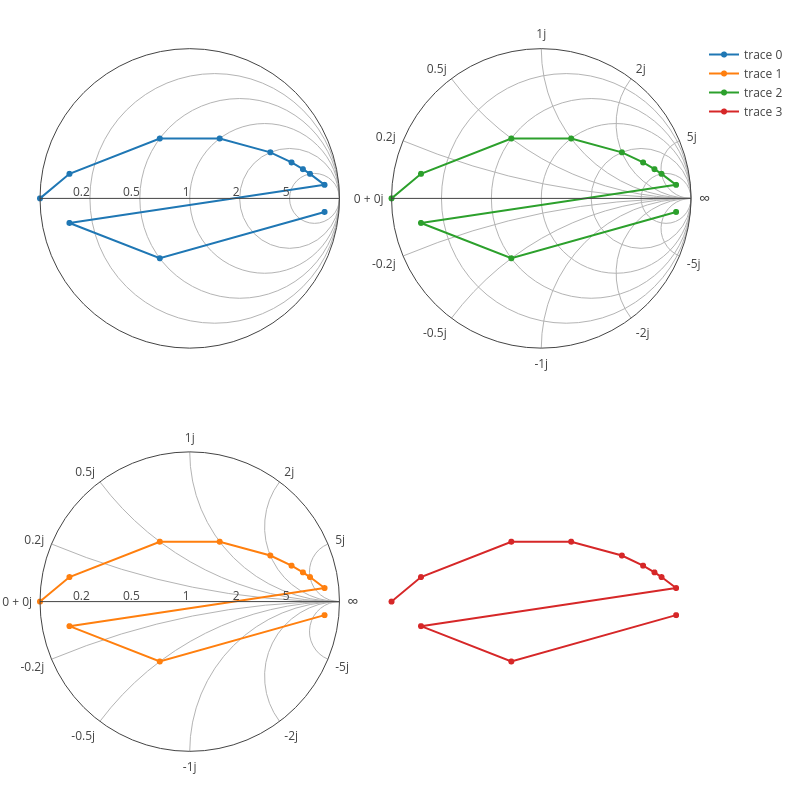 0.2 0.5 1 2 5
1j
0.5j 2j
0.2j 5j
0 + 0j ∞
-0.2j -5j
-0.5j -2j
-1j
trace 0
trace 1
trace 2
trace 3
1j
0.5j 2j
0.2j 5j
0.2 0.5 1 2 5
0 + 0j ∞
-0.2j -5j
-0.5j -2j
-1j